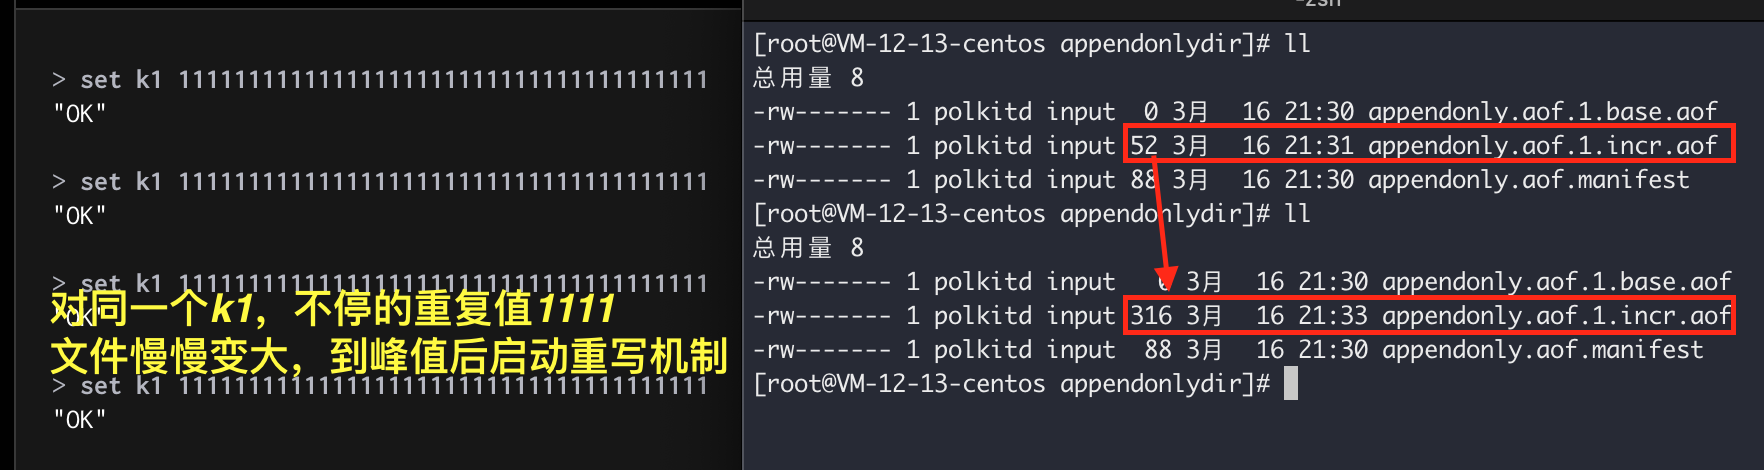 -zsh
> set k1 11111111111111111111111111111111111111
"OK"
> set k1 11111111111111111111111111111111111111
"OK"
> set k1 11111111111111111111111111111111111111
"OK"
对同一个k1，不停的重复值1111
文件慢慢变大，到峰值后启动重写机制
> set k1 11111111111111111111111111111111111111
"OK"
[root@VM-12-13-centos appendonlydir]# ll
总用量 8
-rw------- 1 polkitd input  0 3月  16 21:30 appendonly.aof.1.base.aof
-rw------- 1 polkitd input 52 3月  16 21:31 appendonly.aof.1.incr.aof
-rw------- 1 polkitd input 88 3月  16 21:30 appendonly.aof.manifest
[root@VM-12-13-centos appendonlydir]# ll
总用量 8
-rw------- 1 polkitd input   0 3月  16 21:30 appendonly.aof.1.base.aof
-rw------- 1 polkitd input 316 3月  16 21:33 appendonly.aof.1.incr.aof
-rw------- 1 polkitd input  88 3月  16 21:30 appendonly.aof.manifest
[root@VM-12-13-centos appendonlydir]#